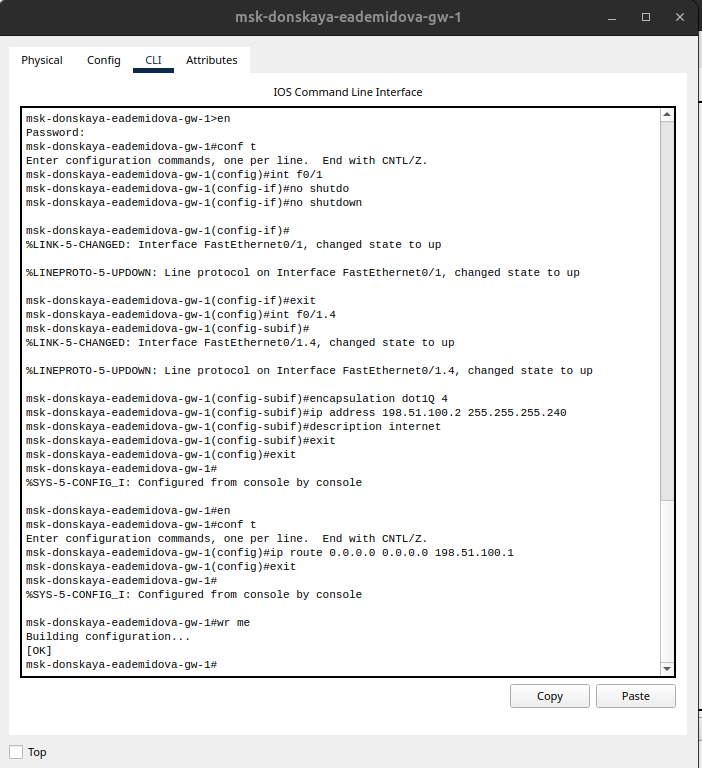 msk-donskaya-eademidova-gw-1
Physical Config CLI Attributes
IOS Command Line Interface
msk-donskaya-eademidova-gw-1>en
Password:
msk-donskaya-eademidova-gw-1#conf t
Enter configuration commands, one per line.  End with CNTL/Z.
msk-donskaya-eademidova-gw-1(config)#int f0/1
msk-donskaya-eademidova-gw-1(config-if)#no shutdo
msk-donskaya-eademidova-gw-1(config-if)#no shutdown
msk-donskaya-eademidova-gw-1(config-if)#
%LINK-5-CHANGED: Interface FastEthernet0/1, changed state to up
%LINEPROTO-5-UPDOWN: Line protocol on Interface FastEthernet0/1, changed state to up
msk-donskaya-eademidova-gw-1(config-if)#exit
msk-donskaya-eademidova-gw-1(config)#int f0/1.4
msk-donskaya-eademidova-gw-1(config-subif)#
%LINK-5-CHANGED: Interface FastEthernet0/1.4, changed state to up
%LINEPROTO-5-UPDOWN: Line protocol on Interface FastEthernet0/1.4, changed state to up
msk-donskaya-eademidova-gw-1(config-subif)#encapsulation dot1Q 4
msk-donskaya-eademidova-gw-1(config-subif)#ip address 198.51.100.2 255.255.255.240
msk-donskaya-eademidova-gw-1(config-subif)#description internet
msk-donskaya-eademidova-gw-1(config-subif)#exit
msk-donskaya-eademidova-gw-1(config)#exit
msk-donskaya-eademidova-gw-1#
%SYS-5-CONFIG_I: Configured from console by console
msk-donskaya-eademidova-gw-1#en
msk-donskaya-eademidova-gw-1#conf t
Enter configuration commands, one per line.  End with CNTL/Z.
msk-donskaya-eademidova-gw-1(config)#ip route 0.0.0.0 0.0.0.0 198.51.100.1
msk-donskaya-eademidova-gw-1(config)#exit
msk-donskaya-eademidova-gw-1#
%SYS-5-CONFIG_I: Configured from console by console
msk-donskaya-eademidova-gw-1#wr me
Building configuration...
[OK]
msk-donskaya-eademidova-gw-1#
Copy Paste
Top